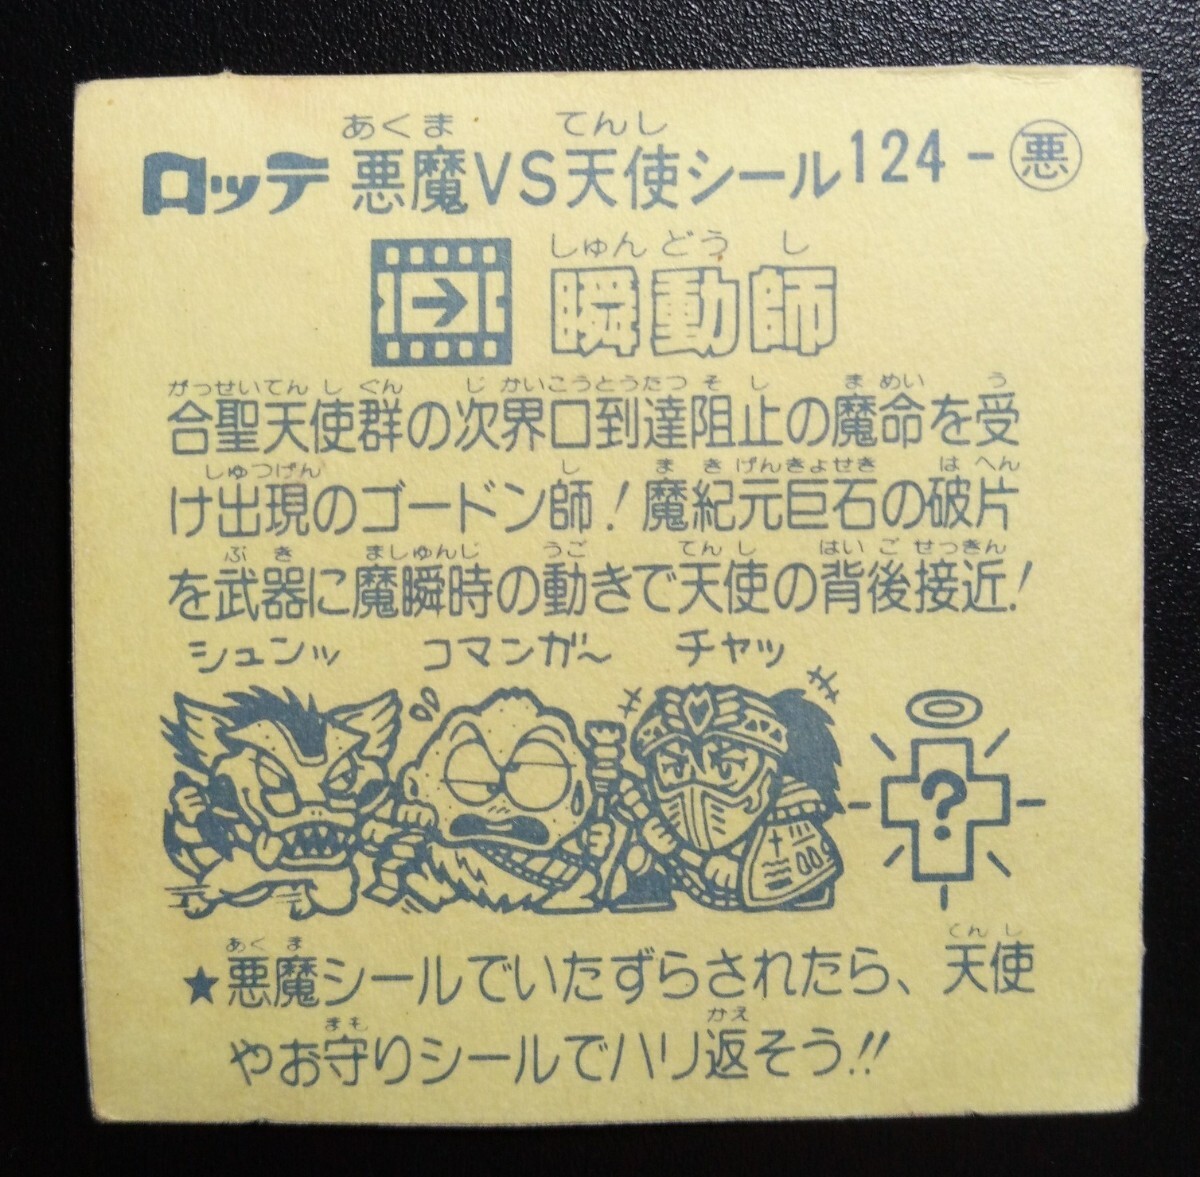 あくま てんし
ロッテ 悪魔VS天使シール124-悪
しゅんどうし
瞬動師
がっせいてんしぐん じかいこうとうたつそし まめい う
合聖天使群の次界口到達阻止の魔命を受
しゅつげん し まきげんきょせき はへん
け出現のゴードン師!魔紀元巨石の破片
ぶき ましゅんじ うご てんし はいごせっきん
を武器に魔瞬時の動きで天使の背後接近!
シュンッ コマンガ〜 チャッ
?
あくま てんし
★悪魔シールでいたずらされたら、天使
まも かえ
やお守りシールでハリ返そう!!